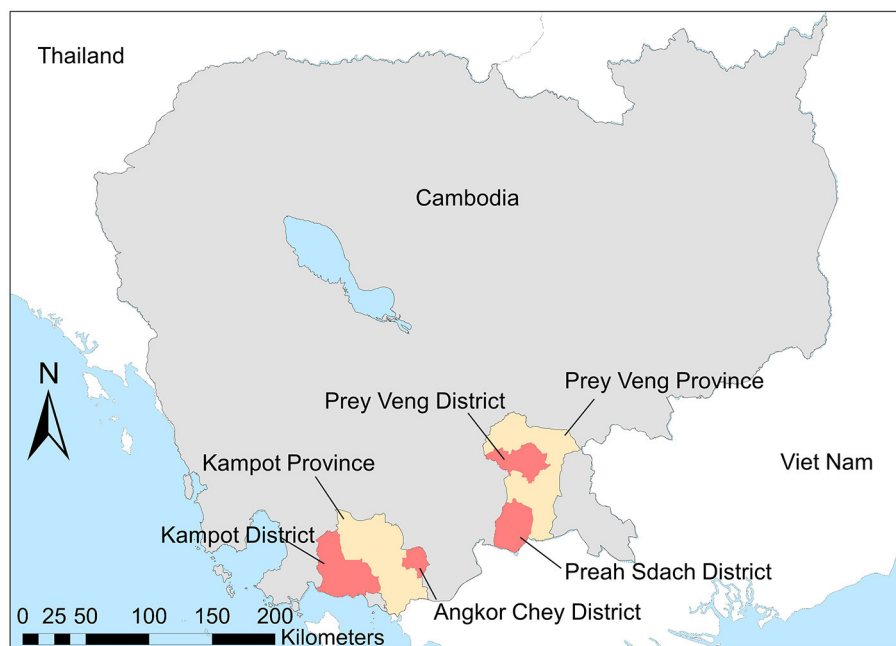 Thailand
Cambodia
N
Prey Veng Province
Prey Veng District
Kampot Province
Viet Nam
Kampot District
Preah Sdach District
Angkor Chey District
0 25 50 100 150 200
Kilometers